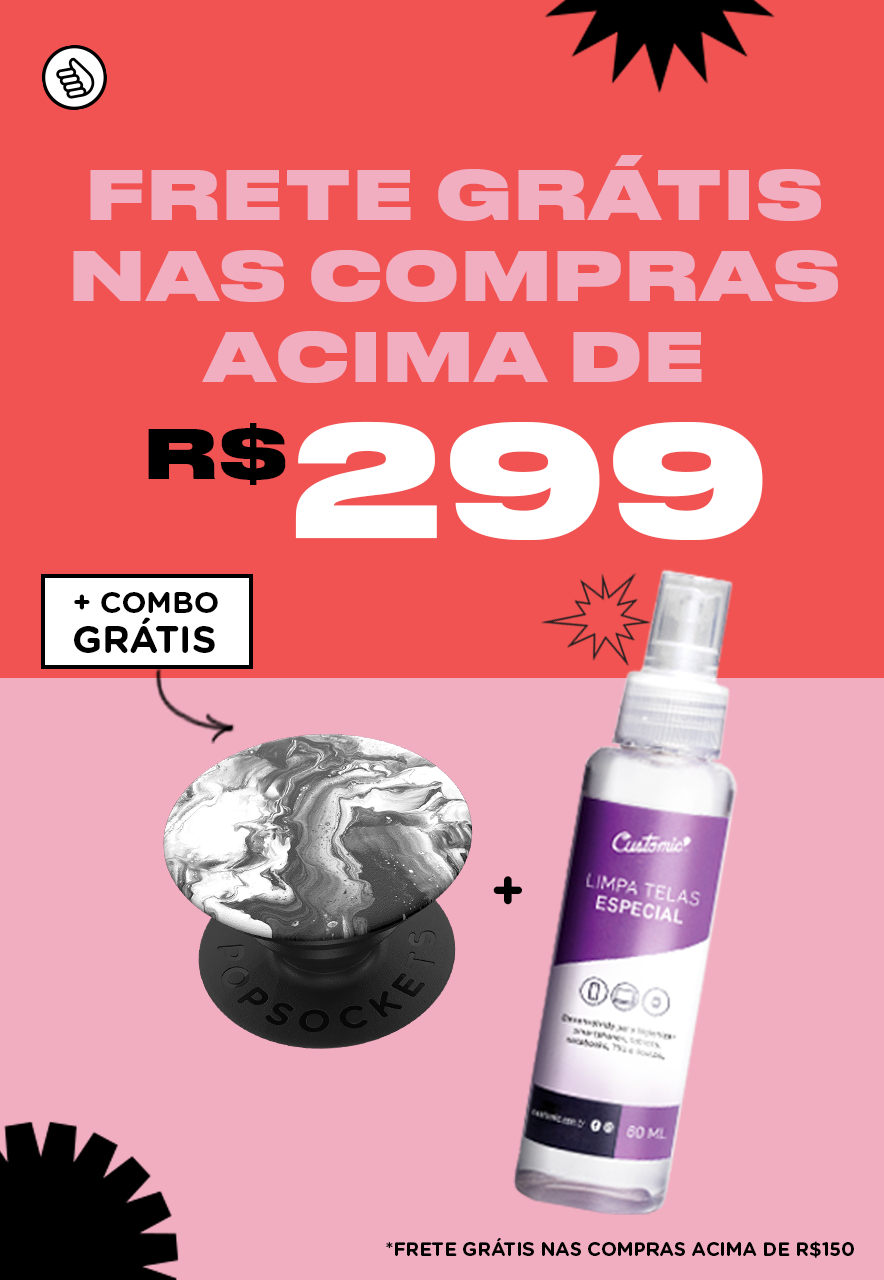 FRETE GRÁTIS
NAS COMPRAS
ACIMA DE
R$299
+ COMBO
GRÁTIS
POPSOCKETS
+
Customic
LIMPA TELAS
ESPECIAL
60 ML
*FRETE GRÁTIS NAS COMPRAS ACIMA DE R$150